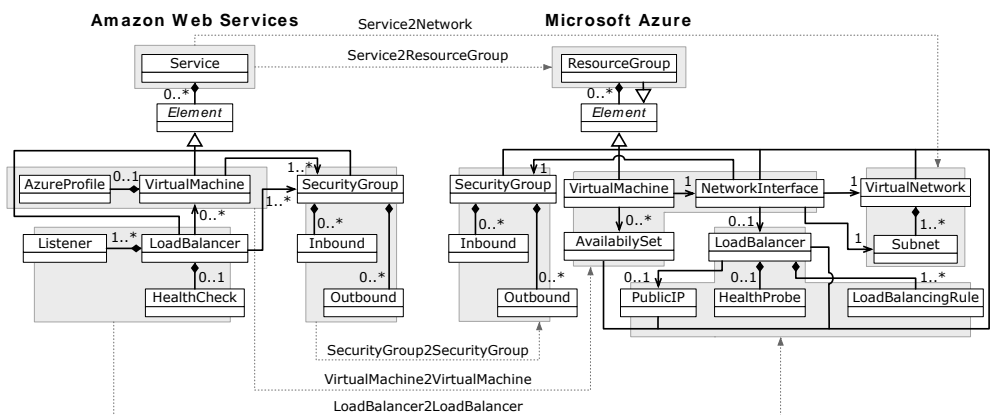 Amazon Web Services
Microsoft Azure
Service2Network
Service2ResourceGroup
Service
ResourceGroup
0..*
0..*
Element
Element
0..1
1..*
1
1
1
AzureProfile
VirtualMachine
SecurityGroup
SecurityGroup
VirtualMachine
NetworkInterface
VirtualNetwork
0..*
1..*
0..*
0..*
0..*
0..1
1
1..*
Listener
1..*
LoadBalancer
Inbound
Inbound
AvailabilySet
LoadBalancer
Subnet
0..1
0..*
0..*
0..1
0..1
1..*
HealthCheck
Outbound
Outbound
PublicIP
HealthProbe
LoadBalancingRule
SecurityGroup2SecurityGroup
VirtualMachine2VirtualMachine
LoadBalancer2LoadBalancer